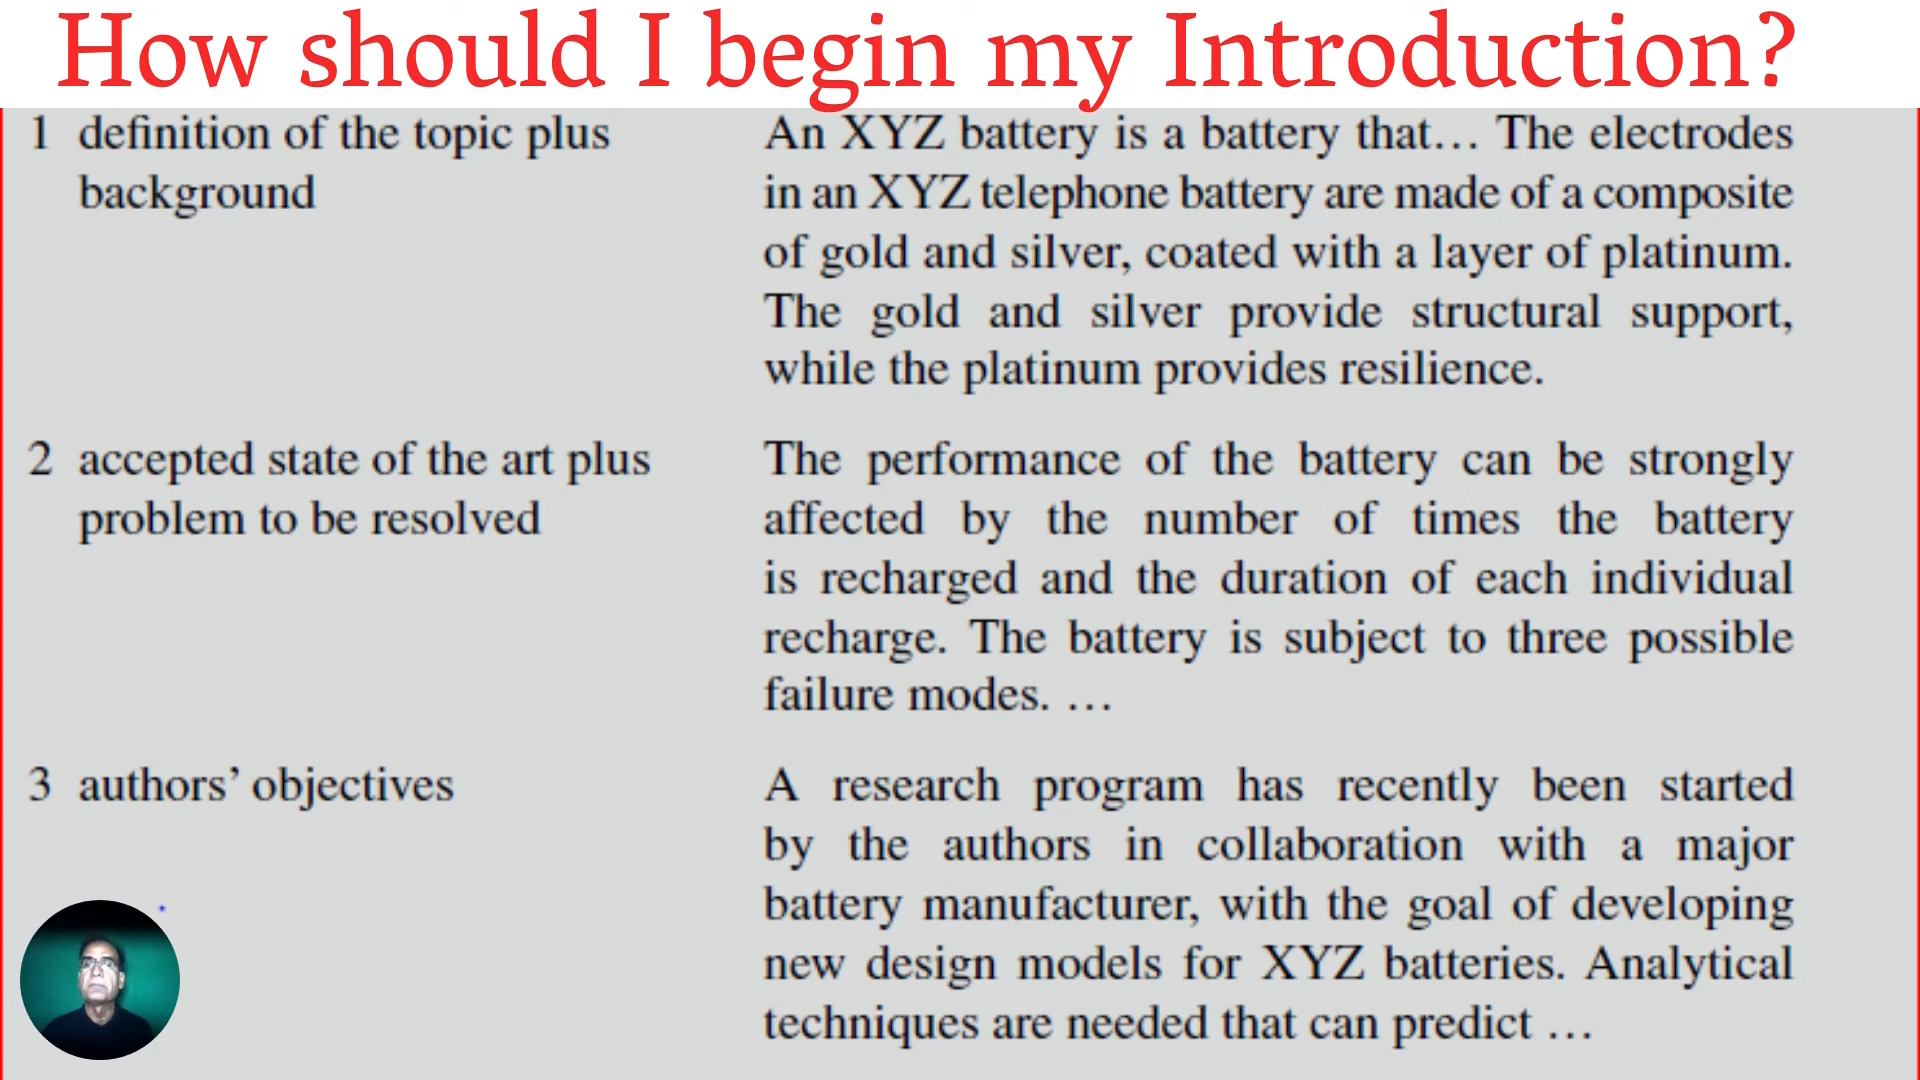 How should I begin my Introduction?
1 definition of the topic plus
background
An XYZ battery is a battery that… The electrodes
in an XYZ telephone battery are made of a composite
of gold and silver, coated with a layer of platinum.
The gold and silver provide structural support,
while the platinum provides resilience.
2 accepted state of the art plus
problem to be resolved
The performance of the battery can be strongly
affected by the number of times the battery
is recharged and the duration of each individual
recharge. The battery is subject to three possible
failure modes. …
3 authors’ objectives
A research program has recently been started
by the authors in collaboration with a major
battery manufacturer, with the goal of developing
new design models for XYZ batteries. Analytical
techniques are needed that can predict …